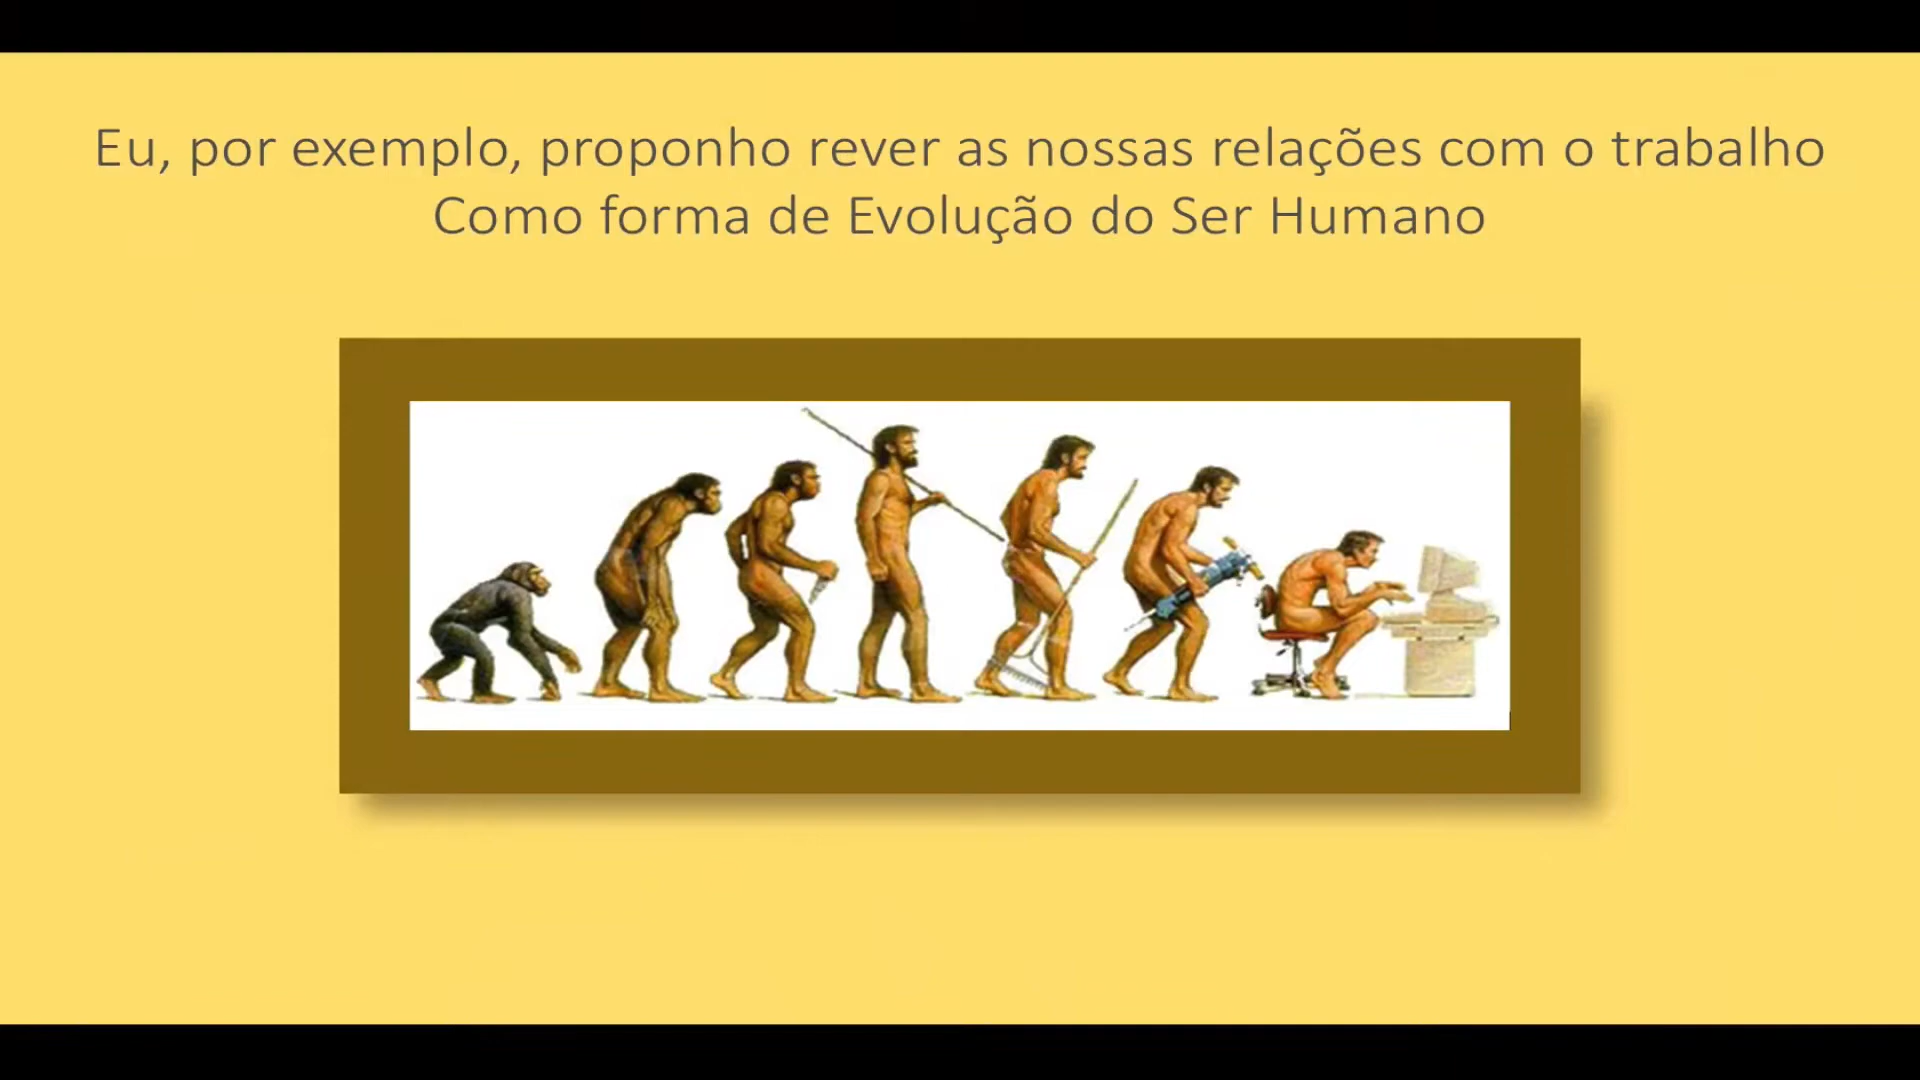 Eu, por exemplo, proponho rever as nossas relações com o trabalho
Como forma de Evolução do Ser Humano